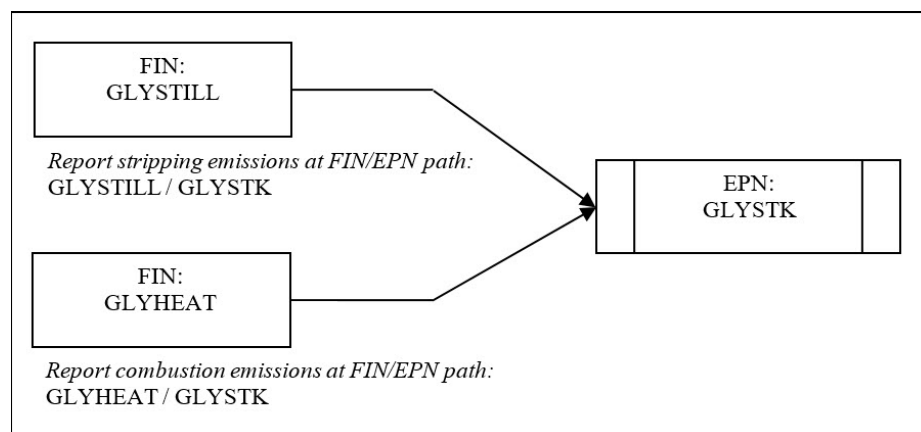 FIN:
GLYSTILL
Report stripping emissions at FIN/EPN path:
GLYSTILL / GLYSTK
EPN:
GLYSTK
FIN:
GLYHEAT
Report combustion emissions at FIN/EPN path:
GLYHEAT / GLYSTK